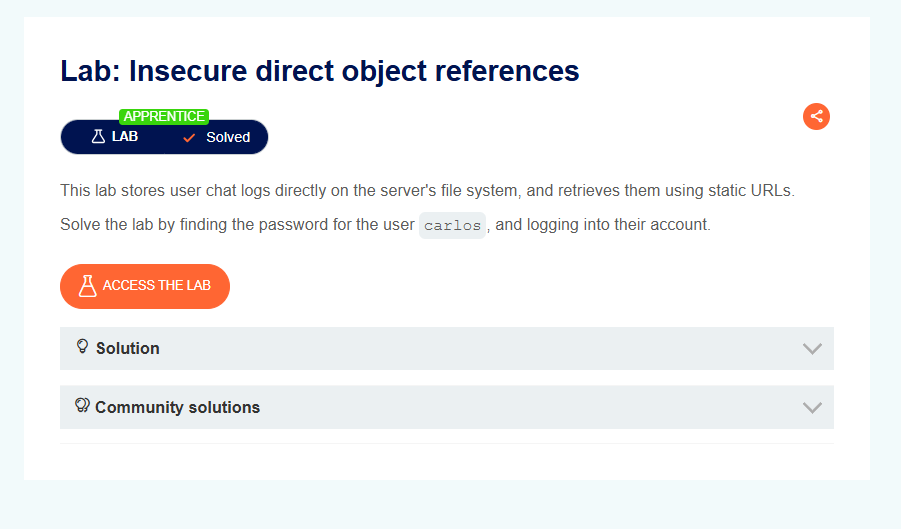 Lab: Insecure direct object references
APPRENTICE
LAB Solved
This lab stores user chat logs directly on the server's file system, and retrieves them using static URLs.
Solve the lab by finding the password for the user carlos, and logging into their account.
ACCESS THE LAB
Solution
Community solutions